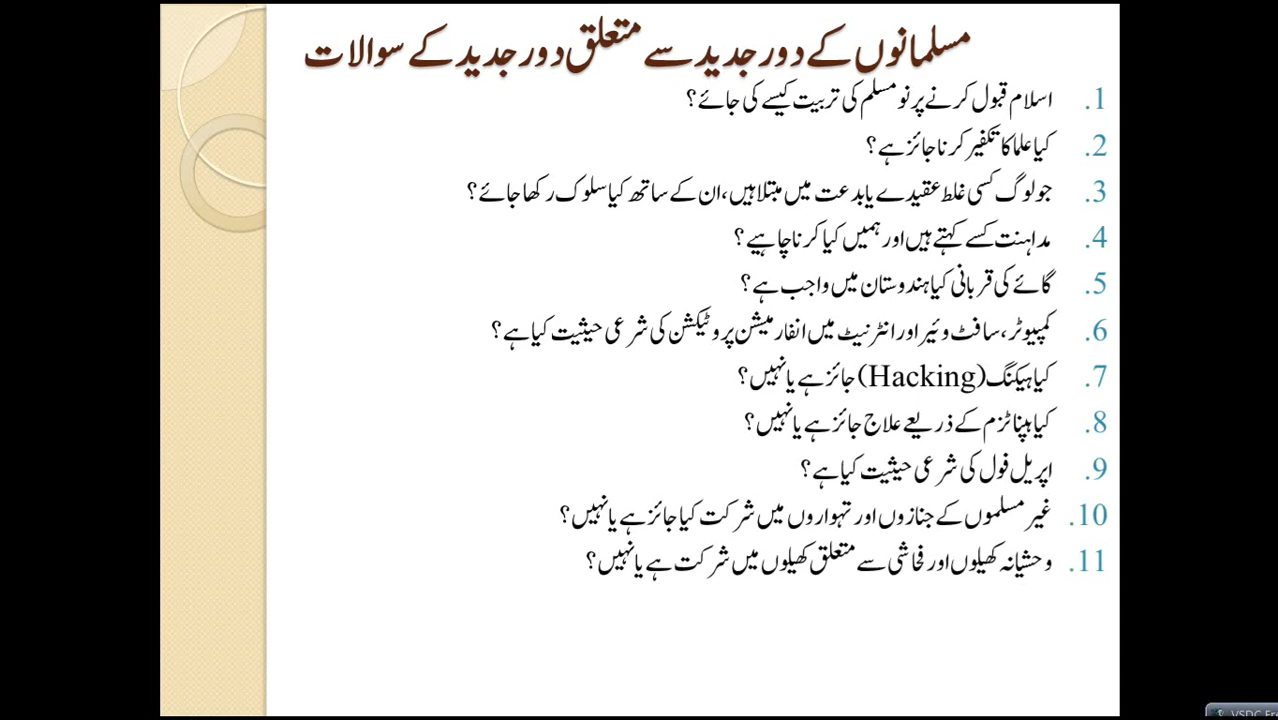 مسلمانوں کے دور جدید سے متعلق دور جدید کے سوالات
1. اسلام قبول کرنے پر نو مسلم کی تربیت کیسے کی جائے؟
2. کیا علما کا تکفیر کرنا جائز ہے؟
3. جو لوگ کسی غلط عقیدے یا بدعت میں مبتلا ہیں، ان کے ساتھ کیا سلوک رکھا جائے؟
4. مداہنت کسے کہتے ہیں اور ہمیں کیا کرنا چاہیے؟
5. گائے کی قربانی کیا ہندوستان میں واجب ہے؟
6. کمپیوٹر، سافٹ وئیر اور انٹرنیٹ میں انفارمیشن پروٹیکشن کی شرعی حیثیت کیا ہے؟
7. کیا ہیکنگ (Hacking) جائز ہے یا نہیں؟
8. کیا ہپناٹزم کے ذریعے علاج جائز ہے یا نہیں؟
9. اپریل فول کی شرعی حیثیت کیا ہے؟
10. غیر مسلموں کے جنازوں اور تہواروں میں شرکت کیا جائز ہے یا نہیں؟
11. وحشیانہ کھیلوں اور فحاشی سے متعلق کھیلوں میں شرکت ہے یا نہیں؟
VSDC Fre